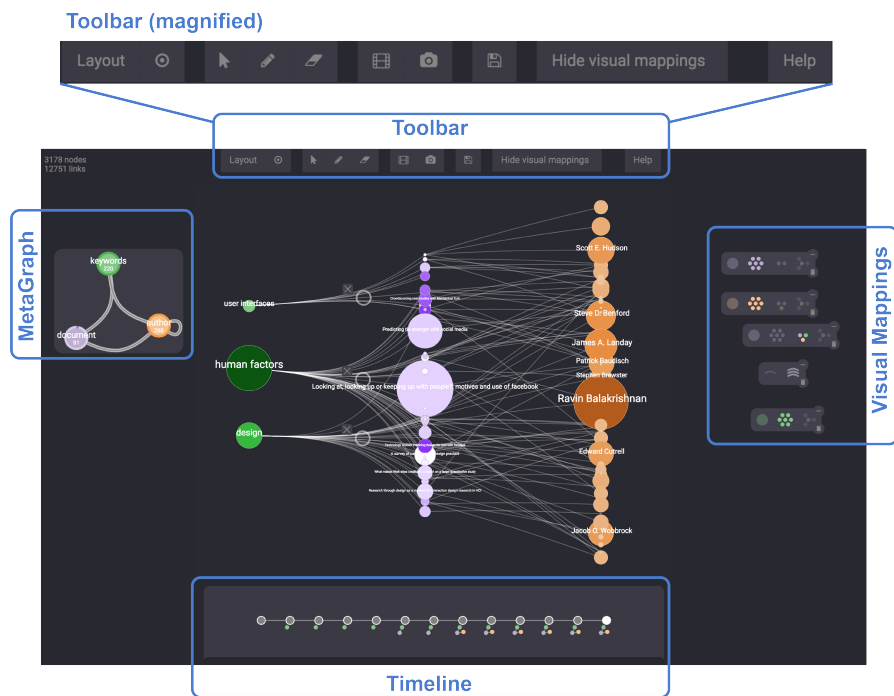 Toolbar (magnified)
Layout
Hide visual mappings
Help
Toolbar
Layout
Hide visual mappings
Help
3178 nodes
12751 links
MetaGraph
keywords
220
document
91
author
268
user interfaces
human factors
design
Predicting tie strength with social media
Looking at, looking up or keeping up with people?: motives and use of facebook
Scott E. Hudson
Steve D. Benford
James A. Landay
Patrick Baudisch
Stephen Brewster
Ravin Balakrishnan
Edward Cutrell
Jacob O. Wobbrock
Visual Mappings
Timeline